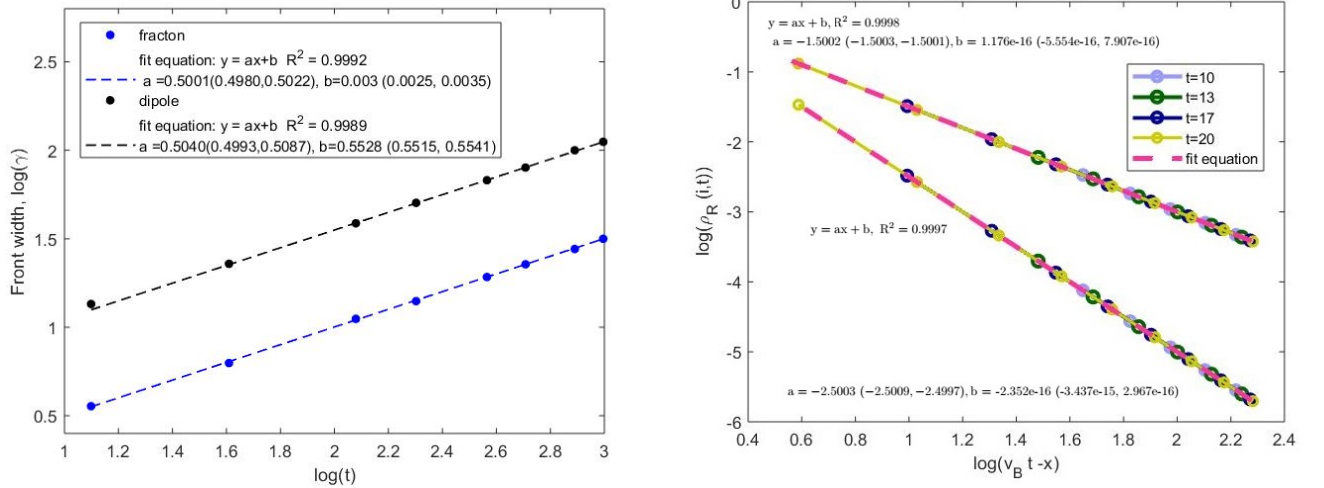 fracton
fit equation: y = ax+b R² = 0.9992
a =0.5001(0.4980,0.5022), b=0.003 (0.0025, 0.0035)
dipole
fit equation: y = ax+b R² = 0.9989
a =0.5040(0.4993,0.5087), b=0.5528 (0.5515, 0.5541)
Front width, log(γ)
2.5
2
1.5
1
0.5
1 1.2 1.4 1.6 1.8 2 2.2 2.4 2.6 2.8 3
log(t)
y = ax + b, R² = 0.9998
a = −1.5002 (−1.5003, −1.5001), b = 1.176e-16 (-5.554e-16, 7.907e-16)
t=10
t=13
t=17
t=20
fit equation
y = ax + b, R² = 0.9997
a = −2.5003 (−2.5009, −2.4997), b = -2.352e-16 (-3.437e-15, 2.967e-16)
log(ρ_R (i,t))
0
-1
-2
-3
-4
-5
-6
0.4 0.6 0.8 1 1.2 1.4 1.6 1.8 2 2.2 2.4
log(v_B t -x)